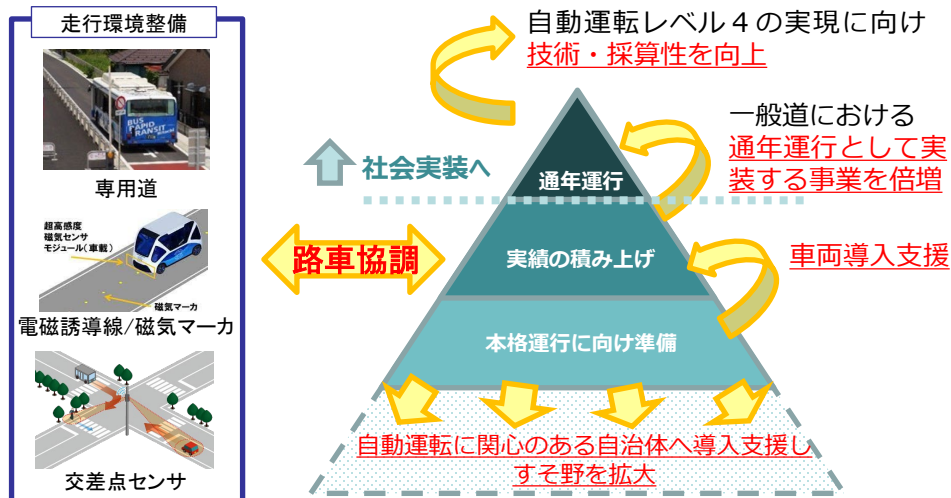 走行環境整備
BUS
RAPID
TRANSIT
専用道
超高感度
磁気センサ
モジュール(車載)
磁気マーカ
電磁誘導線/磁気マーカ
交差点センサ
路車協調
社会実装へ
自動運転レベル４の実現に向け
技術・採算性を向上
一般道における
通年運行として実
装する事業を倍増
車両導入支援
通年運行
実績の積み上げ
本格運行に向け準備
自動運転に関心のある自治体へ導入支援し
すそ野を拡大